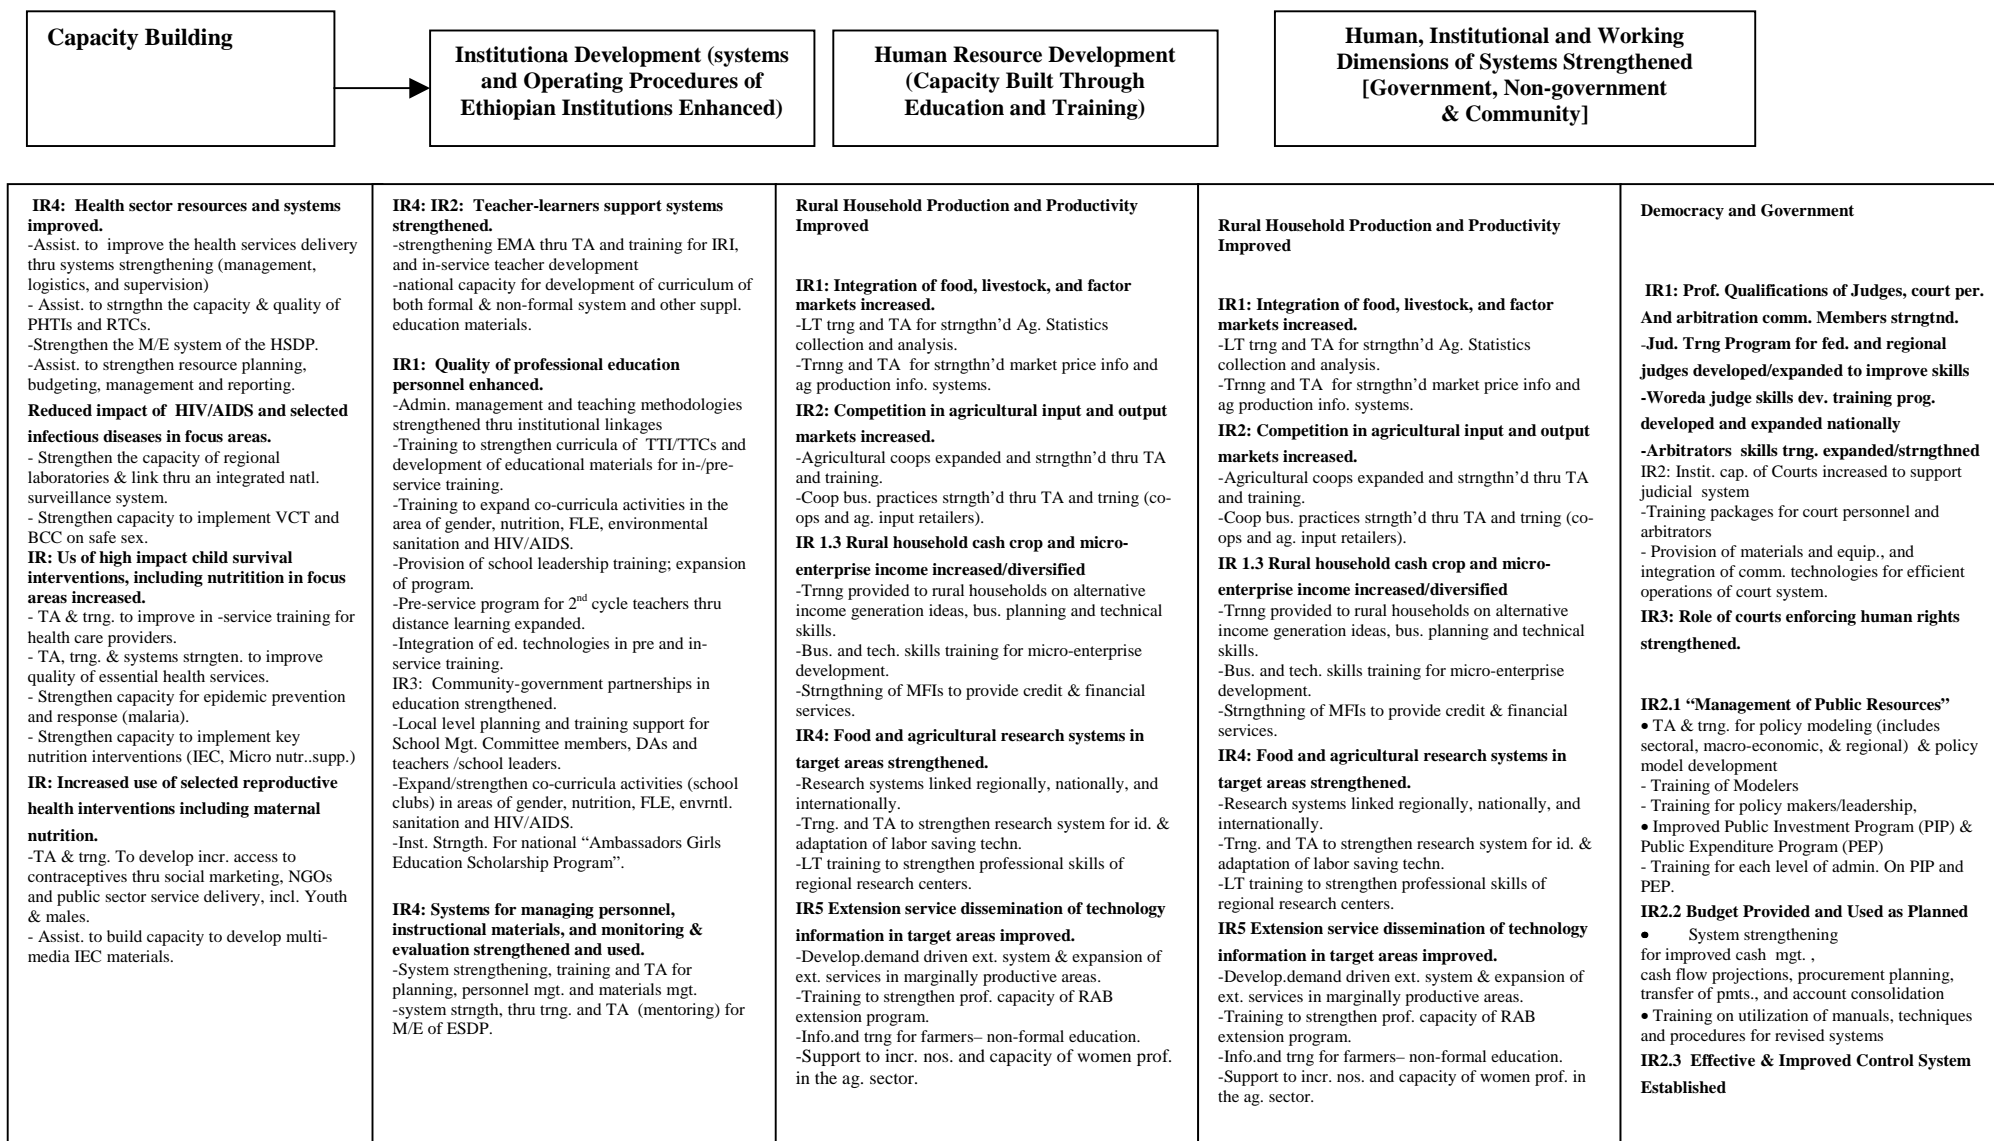 Capacity Building
Institutiona Development (systems
and Operating Procedures of
Ethiopian Institutions Enhanced)
Human Resource Development
(Capacity Built Through
Education and Training)
Human, Institutional and Working
Dimensions of Systems Strengthened
[Government, Non-government
& Community]
IR4:  Health sector resources and systems
improved.
-Assist. to  improve the health services delivery
thru systems strengthening (management,
logistics, and supervision)
- Assist. to strngthn the capacity & quality of
PHTIs and RTCs.
-Strengthen the M/E system of the HSDP.
-Assist. to strengthen resource planning,
budgeting, management and reporting.
Reduced impact of  HIV/AIDS and selected
infectious diseases in focus areas.
- Strengthen the capacity of regional
laboratories & link thru an integrated natl.
surveillance system.
- Strengthen capacity to implement VCT and
BCC on safe sex.
IR: Us of high impact child survival
interventions, including nutritition in focus
areas increased.
- TA & trng. to improve in -service training for
health care providers.
- TA, trng. & systems strngten. to improve
quality of essential health services.
- Strengthen capacity for epidemic prevention
and response (malaria).
- Strengthen capacity to implement key
nutrition interventions (IEC, Micro nutr..supp.)
IR: Increased use of selected reproductive
health interventions including maternal
nutrition.
-TA & trng. To develop incr. access to
contraceptives thru social marketing, NGOs
and public sector service delivery, incl. Youth
& males.
- Assist. to build capacity to develop multi-
media IEC materials.
IR4: IR2:  Teacher-learners support systems
strengthened.
-strengthening EMA thru TA and training for IRI,
and in-service teacher development
-national capacity for development of curriculum of
both formal & non-formal system and other suppl.
education materials.
IR1:  Quality of professional education
personnel enhanced.
-Admin. management and teaching methodologies
strengthened thru institutional linkages
-Training to strengthen curricula of  TTI/TTCs and
development of educational materials for in-/pre-
service training.
-Training to expand co-curricula activities in the
area of gender, nutrition, FLE, environmental
sanitation and HIV/AIDS.
-Provision of school leadership training; expansion
of program.
-Pre-service program for 2nd cycle teachers thru
distance learning expanded.
-Integration of ed. technologies in pre and in-
service training.
IR3:  Community-government partnerships in
education strengthened.
-Local level planning and training support for
School Mgt. Committee members, DAs and
teachers /school leaders.
-Expand/strengthen co-curricula activities (school
clubs) in areas of gender, nutrition, FLE, envrntl.
sanitation and HIV/AIDS.
-Inst. Strngth. For national “Ambassadors Girls
Education Scholarship Program”.
IR4: Systems for managing personnel,
instructional materials, and monitoring &
evaluation strengthened and used.
-System strengthening, training and TA for
planning, personnel mgt. and materials mgt.
-system strngth, thru trng. and TA  (mentoring) for
M/E of ESDP.
Rural Household Production and Productivity
Improved
IR1: Integration of food, livestock, and factor
markets increased.
-LT trng and TA for strngthn’d Ag. Statistics
collection and analysis.
-Trnng and TA  for strngthn’d market price info and
ag production info. systems.
IR2: Competition in agricultural input and output
markets increased.
-Agricultural coops expanded and strngthn’d thru TA
and training.
-Coop bus. practices strngth’d thru TA and trning (co-
ops and ag. input retailers).
IR 1.3 Rural household cash crop and micro-
enterprise income increased/diversified
-Trnng provided to rural households on alternative
income generation ideas, bus. planning and technical
skills.
-Bus. and tech. skills training for micro-enterprise
development.
-Strngthning of MFIs to provide credit & financial
services.
IR4: Food and agricultural research systems in
target areas strengthened.
-Research systems linked regionally, nationally, and
internationally.
-Trng. and TA to strengthen research system for id. &
adaptation of labor saving techn.
-LT training to strengthen professional skills of
regional research centers.
IR5 Extension service dissemination of technology
information in target areas improved.
-Develop.demand driven ext. system & expansion of
ext. services in marginally productive areas.
-Training to strengthen prof. capacity of RAB
extension program.
-Info.and trng for farmers– non-formal education.
-Support to incr. nos. and capacity of women prof.
in the ag. sector.
Rural Household Production and Productivity
Improved
IR1: Integration of food, livestock, and factor
markets increased.
-LT trng and TA for strngthn’d Ag. Statistics
collection and analysis.
-Trnng and TA  for strngthn’d market price info and
ag production info. systems.
IR2: Competition in agricultural input and output
markets increased.
-Agricultural coops expanded and strngthn’d thru TA
and training.
-Coop bus. practices strngth’d thru TA and trning (co-
ops and ag. input retailers).
IR 1.3 Rural household cash crop and micro-
enterprise income increased/diversified
-Trnng provided to rural households on alternative
income generation ideas, bus. planning and technical
skills.
-Bus. and tech. skills training for micro-enterprise
development.
-Strngthning of MFIs to provide credit & financial
services.
IR4: Food and agricultural research systems in
target areas strengthened.
-Research systems linked regionally, nationally, and
internationally.
-Trng. and TA to strengthen research system for id. &
adaptation of labor saving techn.
-LT training to strengthen professional skills of
regional research centers.
IR5 Extension service dissemination of technology
information in target areas improved.
-Develop.demand driven ext. system & expansion of
ext. services in marginally productive areas.
-Training to strengthen prof. capacity of RAB
extension program.
-Info.and trng for farmers– non-formal education.
-Support to incr. nos. and capacity of women prof. in
the ag. sector.
Democracy and Government
IR1: Prof. Qualifications of Judges, court per.
And arbitration comm. Members strngtnd.
-Jud. Trng Program for fed. and regional
judges developed/expanded to improve skills
-Woreda judge skills dev. training prog.
developed and expanded nationally
-Arbitrators  skills trng. expanded/strngthned
IR2: Instit. cap. of Courts increased to support
judicial  system
-Training packages for court personnel and
arbitrators
- Provision of materials and equip., and
integration of comm. technologies for efficient
operations of court system.
IR3: Role of courts enforcing human rights
strengthened.
IR2.1 “Management of Public Resources”
• TA & trng. for policy modeling (includes
sectoral, macro-economic, & regional)  & policy
model development
- Training of Modelers
- Training for policy makers/leadership,
• Improved Public Investment Program (PIP) &
Public Expenditure Program (PEP)
- Training for each level of admin. On PIP and
PEP.
IR2.2 Budget Provided and Used as Planned
• System strengthening
for improved cash  mgt. ,
cash flow projections, procurement planning,
transfer of pmts., and account consolidation
• Training on utilization of manuals, techniques
and procedures for revised systems
IR2.3  Effective & Improved Control System
Established